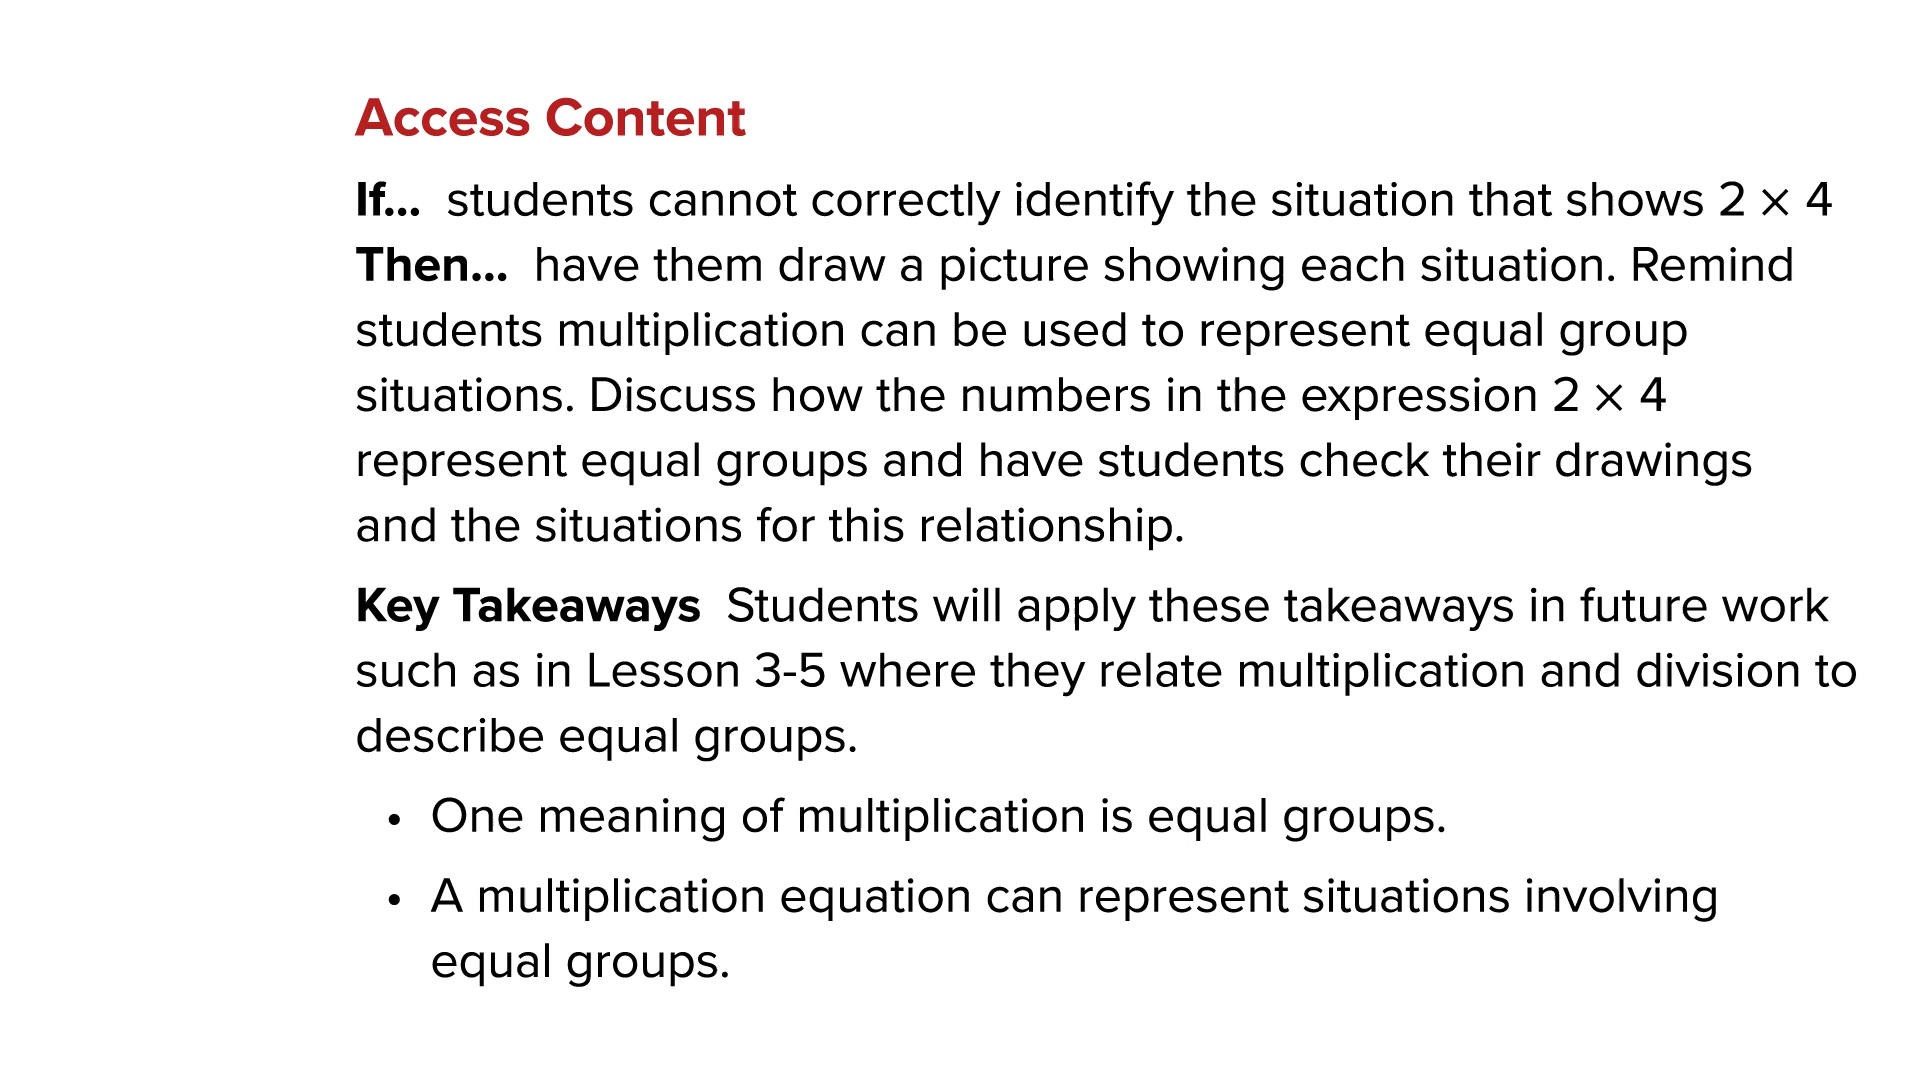 Access Content
If... students cannot correctly identify the situation that shows 2 × 4
Then... have them draw a picture showing each situation. Remind
students multiplication can be used to represent equal group
situations. Discuss how the numbers in the expression 2 × 4
represent equal groups and have students check their drawings
and the situations for this relationship.
Key Takeaways Students will apply these takeaways in future work
such as in Lesson 3-5 where they relate multiplication and division to
describe equal groups.
• One meaning of multiplication is equal groups.
• A multiplication equation can represent situations involving
equal groups.